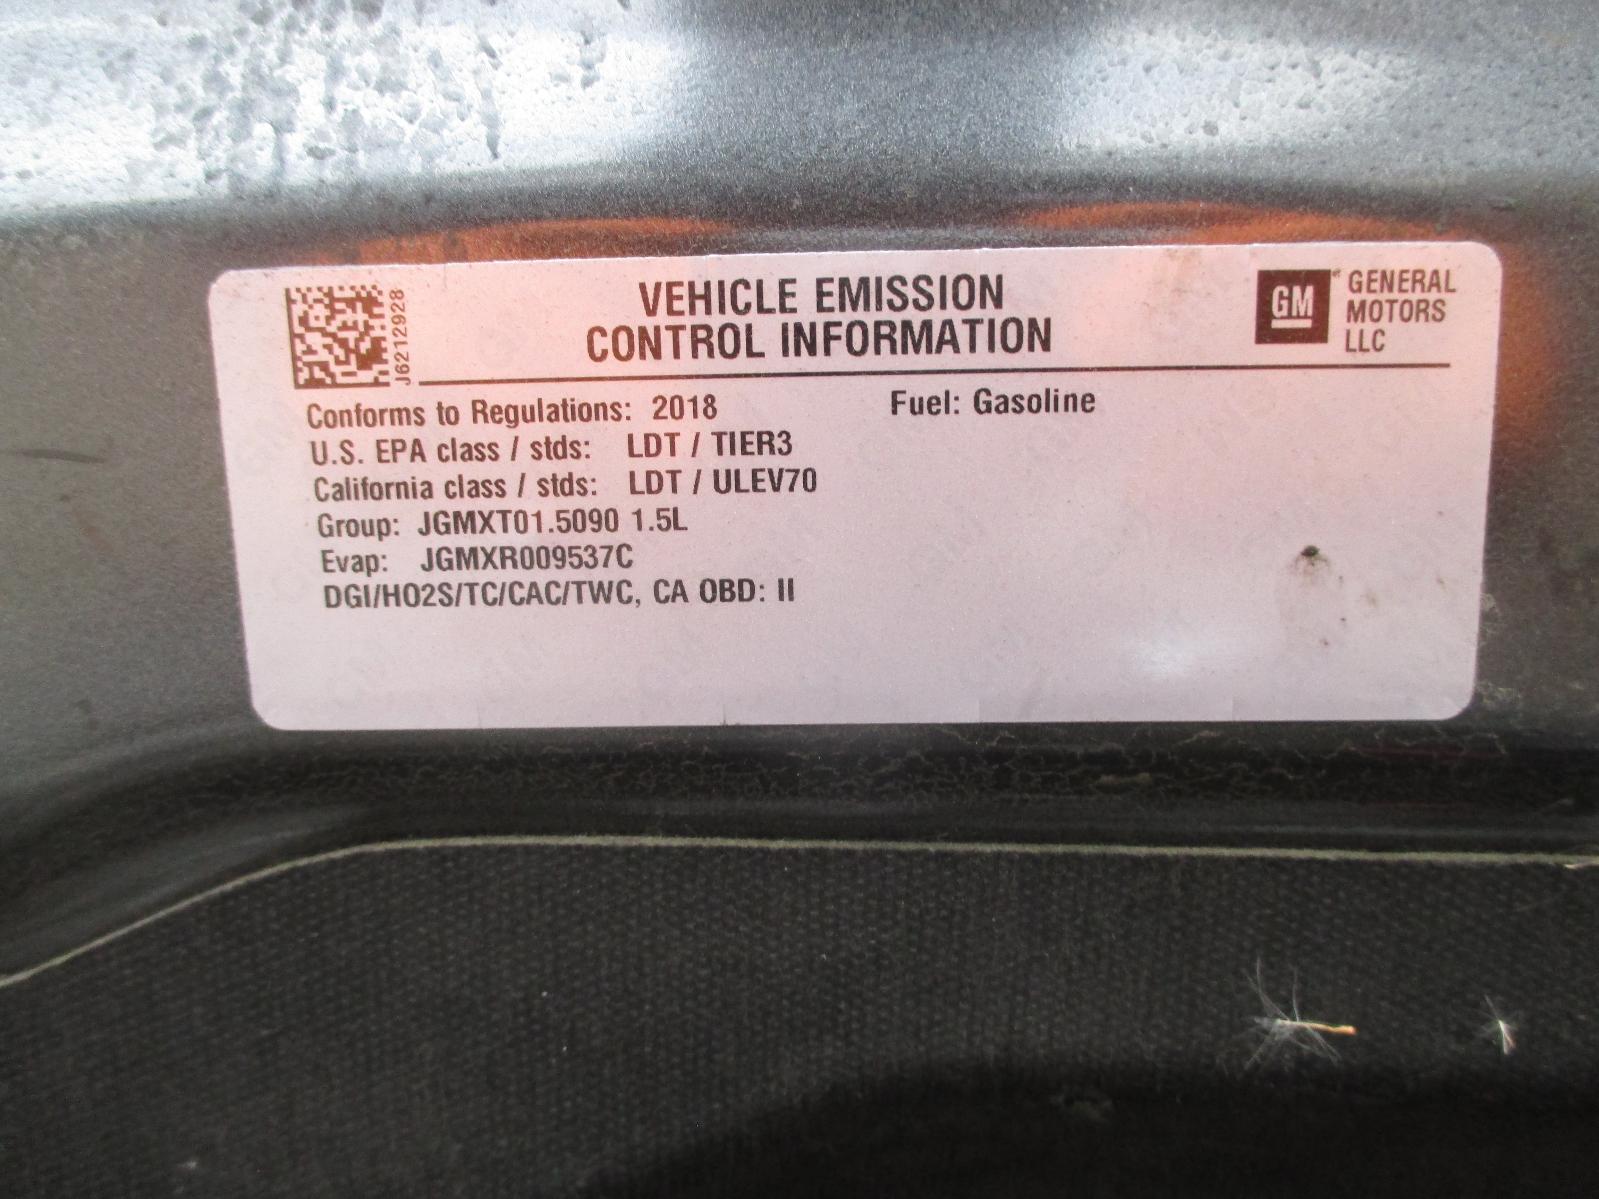 J6212928
VEHICLE EMISSION
CONTROL INFORMATION
GM
GENERAL
MOTORS
LLC
Conforms to Regulations: 2018 Fuel: Gasoline
U.S. EPA class / stds: LDT / TIER3
California class / stds: LDT / ULEV70
Group: JGMXT01.5090 1.5L
Evap: JGMXR009537C
DGI/HO2S/TC/CAC/TWC, CA OBD: II